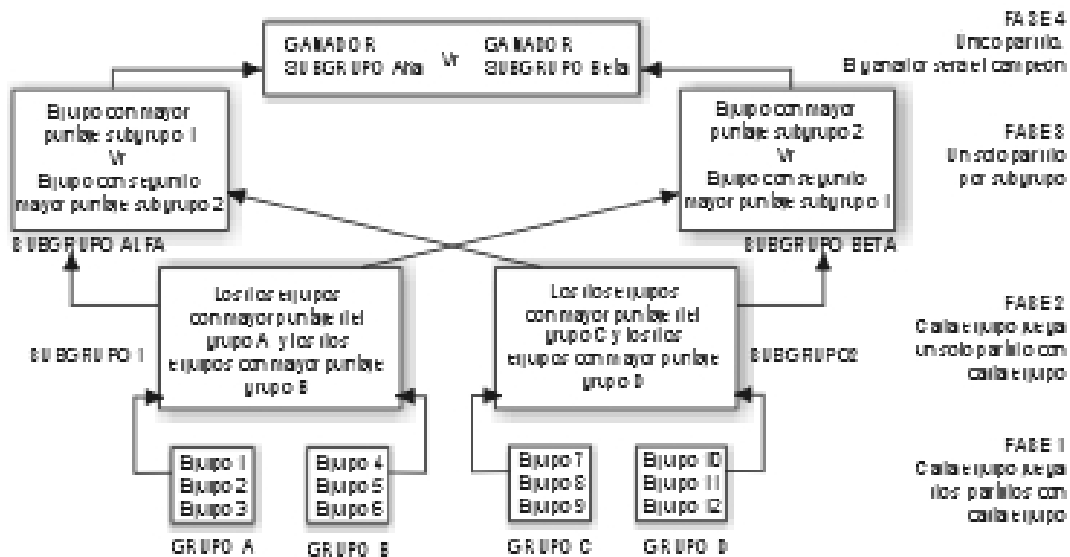 FASE 4
Unico partido.
El ganador sera el campeon
GANADOR
SUBGRUPO Alfa
Vr
GANADOR
SUBGRUPO Beta
Equipo con mayor
puntaje subgrupo 1
Vr
Equipo con segundo
mayor puntaje subgrupo 2
SUBGRUPO ALFA
Equipo con mayor
puntaje subgrupo 2
Vr
Equipo con segundo
mayor puntaje subgrupo 1
SUBGRUPO BETA
FASE 3
Un solo partido
por subgrupo
SUBGRUPO 1
Los dos equipos
con mayor puntaje del
grupo A y los dos
equipos con mayor puntaje
grupo B
Los dos equipos
con mayor puntaje del
grupo C y los dos
equipos con mayor puntaje
grupo D
SUBGRUPO2
FASE 2
Cada equipo juega
un solo partido con
cada equipo
Equipo 1
Equipo 2
Equipo 3
GRUPO A
Equipo 4
Equipo 5
Equipo 6
GRUPO B
Equipo 7
Equipo 8
Equipo 9
GRUPO C
Equipo 10
Equipo 11
Equipo 12
GRUPO D
FASE 1
Cada equipo juega
dos partidos con
cada equipo